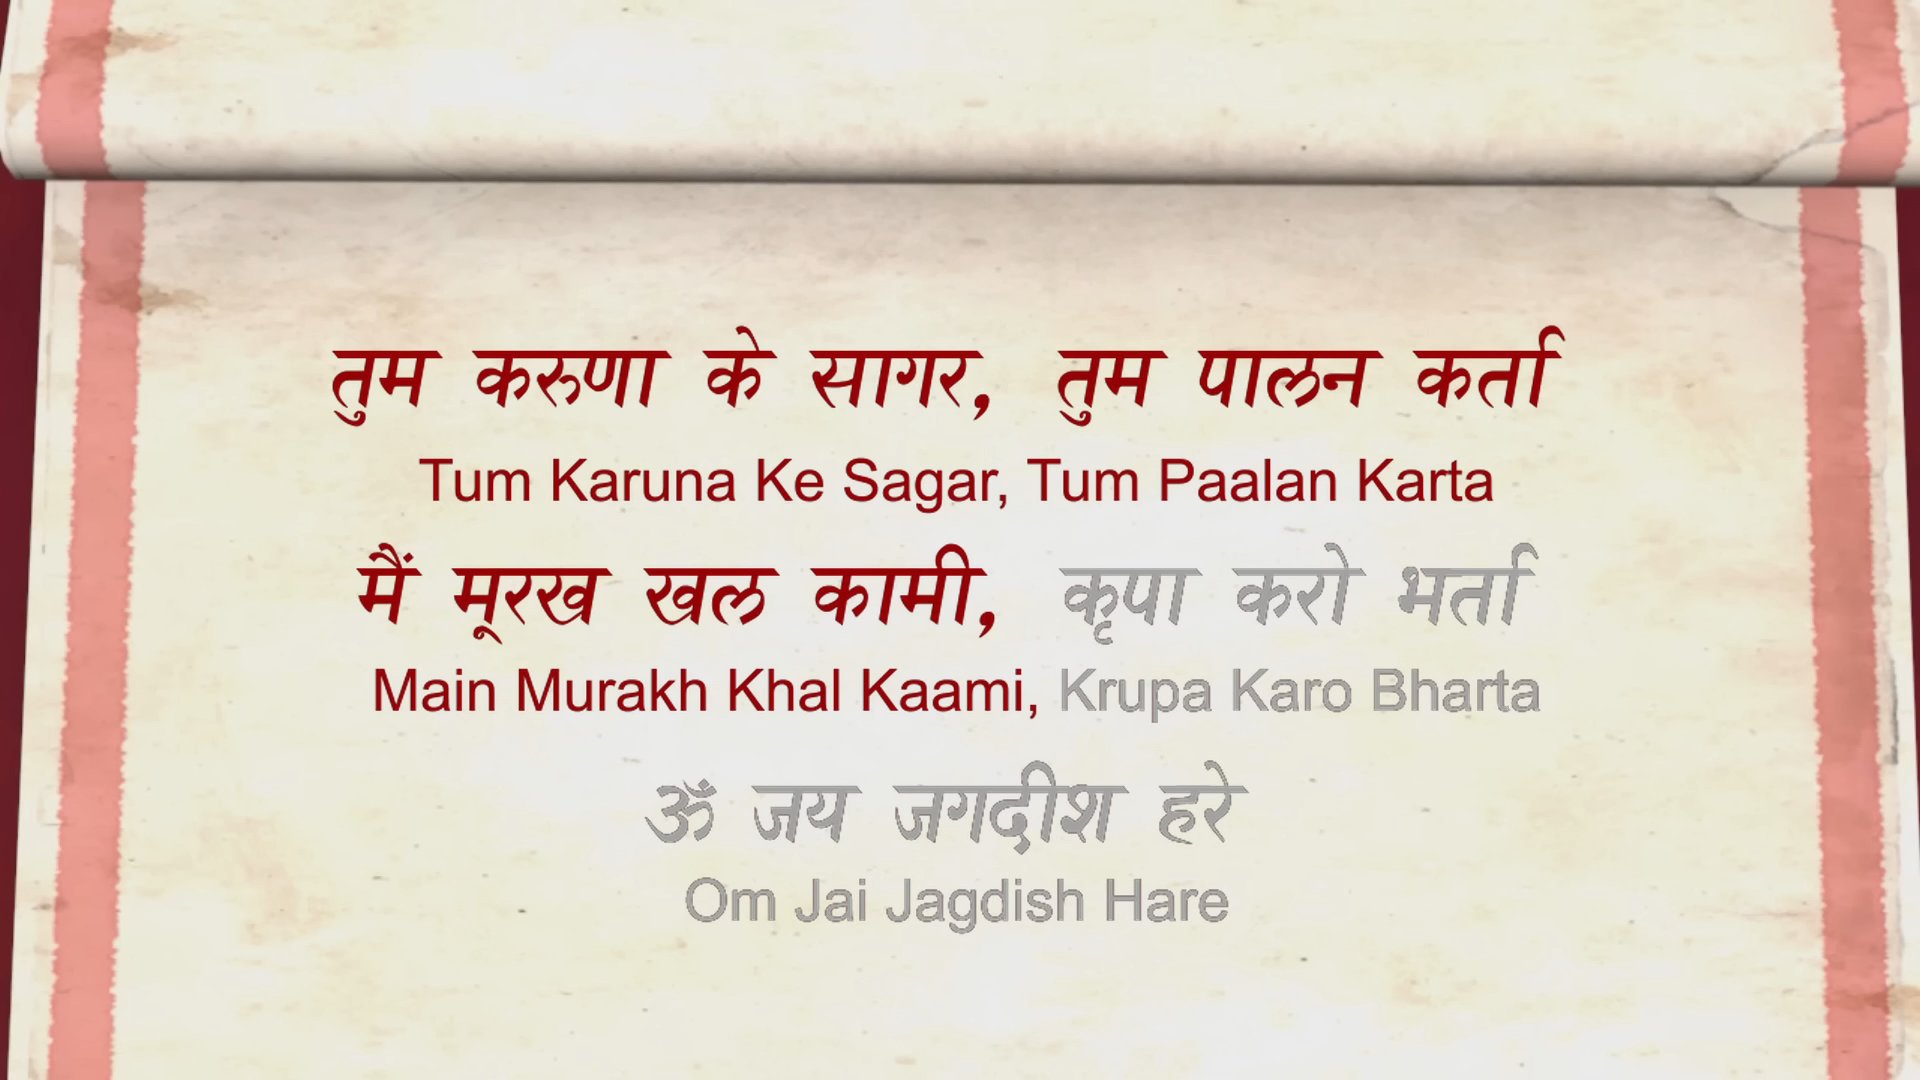 तुम करुणा के सागर, तुम पालन कर्ता
Tum Karuna Ke Sagar, Tum Paalan Karta
मैं मूरख खल कामी, कृपा करो भर्ता
Main Murakh Khal Kaami, Krupa Karo Bharta
ॐ जय जगदीश हरे
Om Jai Jagdish Hare